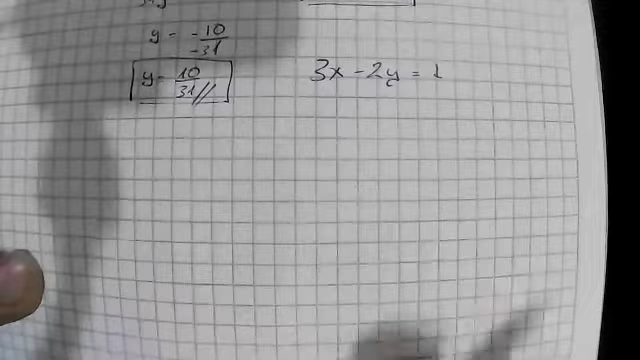 y = -10/-31
y = 10/31
3x - 2y = 1